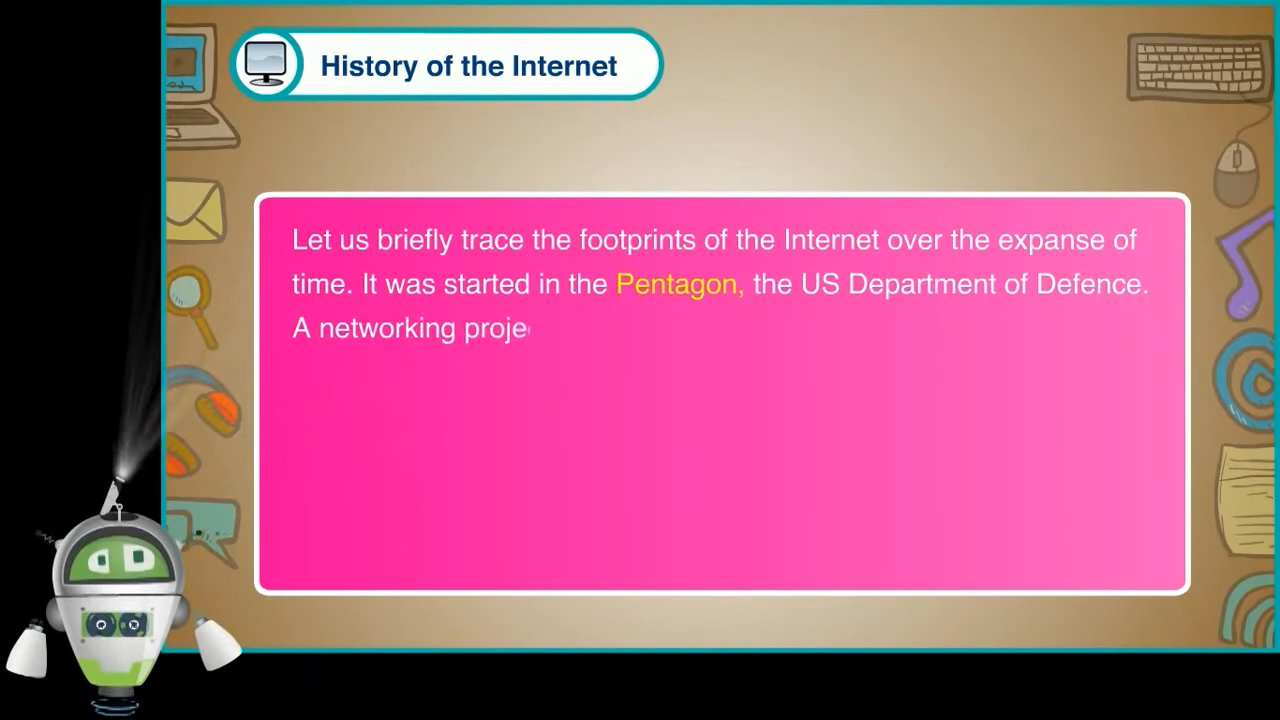 History of the Internet
Let us briefly trace the footprints of the Internet over the expanse of
time. It was started in the Pentagon, the US Department of Defence.
A networking proje